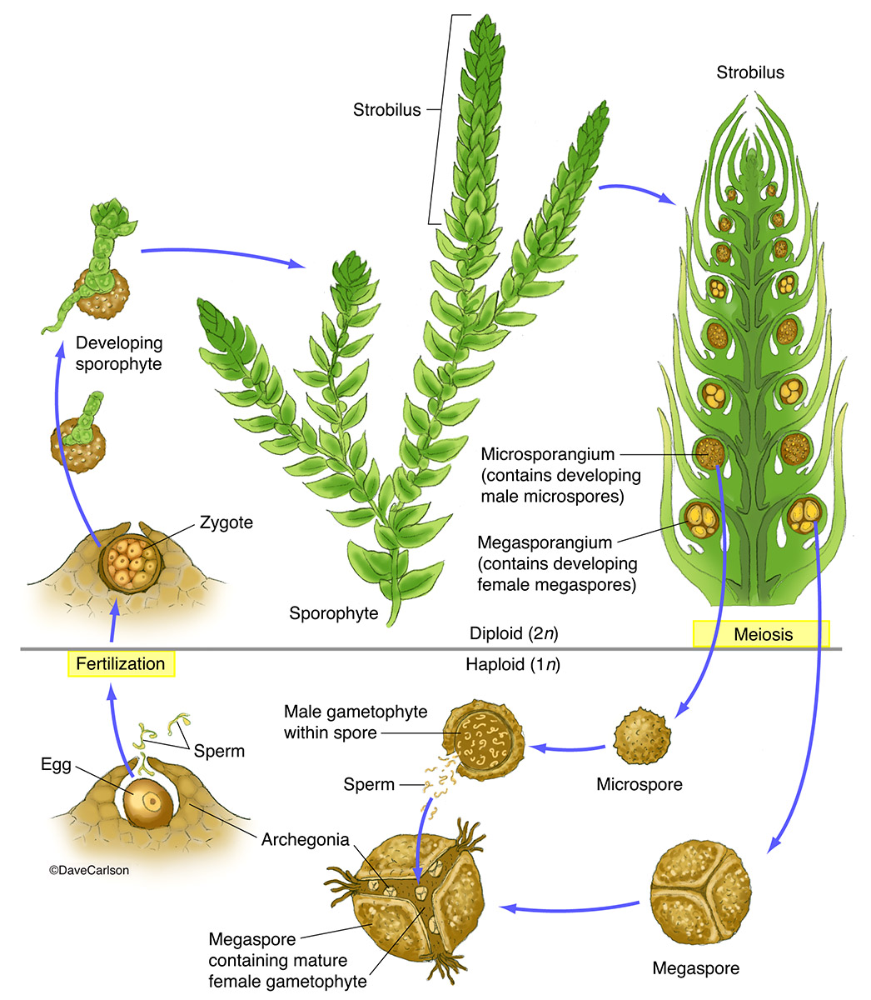 Strobilus
Strobilus
Developing
sporophyte
Microsporangium
(contains developing
male microspores)
Zygote
Megasporangium
(contains developing
female megaspores)
Sporophyte
Diploid (2n)
Meiosis
Fertilization
Haploid (1n)
Male gametophyte
within spore
Sperm
Egg
Sperm
Microspore
Archegonia
©DaveCarlson
Megaspore
containing mature
female gametophyte
Megaspore